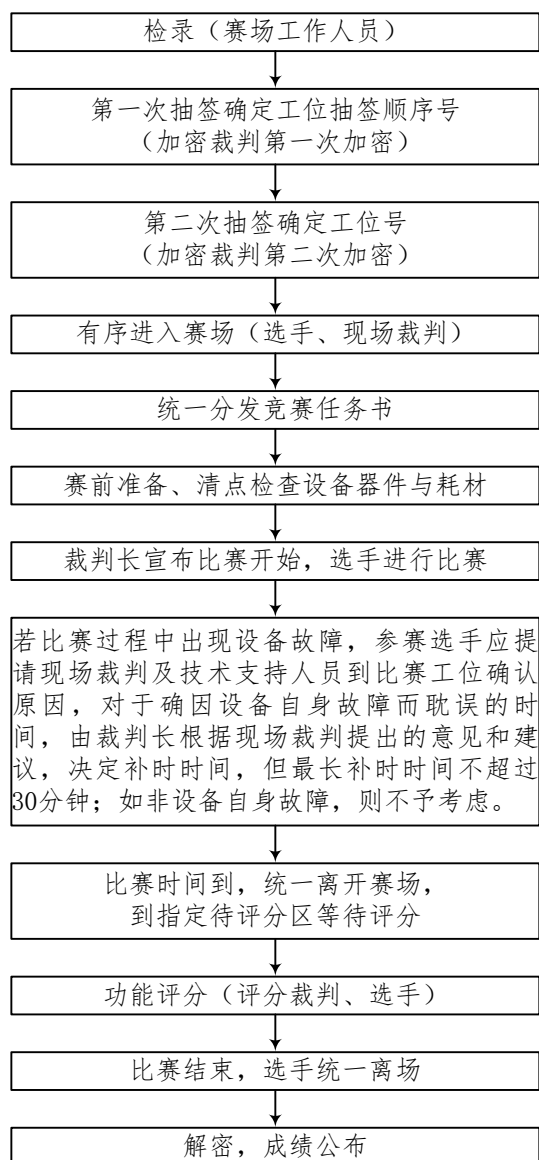 检录（赛场工作人员）
第一次抽签确定工位抽签顺序号
（加密裁判第一次加密）
第二次抽签确定工位号
（加密裁判第二次加密）
有序进入赛场（选手、现场裁判）
统一分发竞赛任务书
赛前准备、清点检查设备器件与耗材
裁判长宣布比赛开始，选手进行比赛
若比赛过程中出现设备故障，参赛选手应提
请现场裁判及技术支持人员到比赛工位确认
原因，对于确因设备自身故障而耽误的时
间，由裁判长根据现场裁判提出的意见和建
议，决定补时时间，但最长补时时间不超过
30分钟；如非设备自身故障，则不予考虑。
比赛时间到，统一离开赛场，
到指定待评分区等待评分
功能评分（评分裁判、选手）
比赛结束，选手统一离场
解密，成绩公布